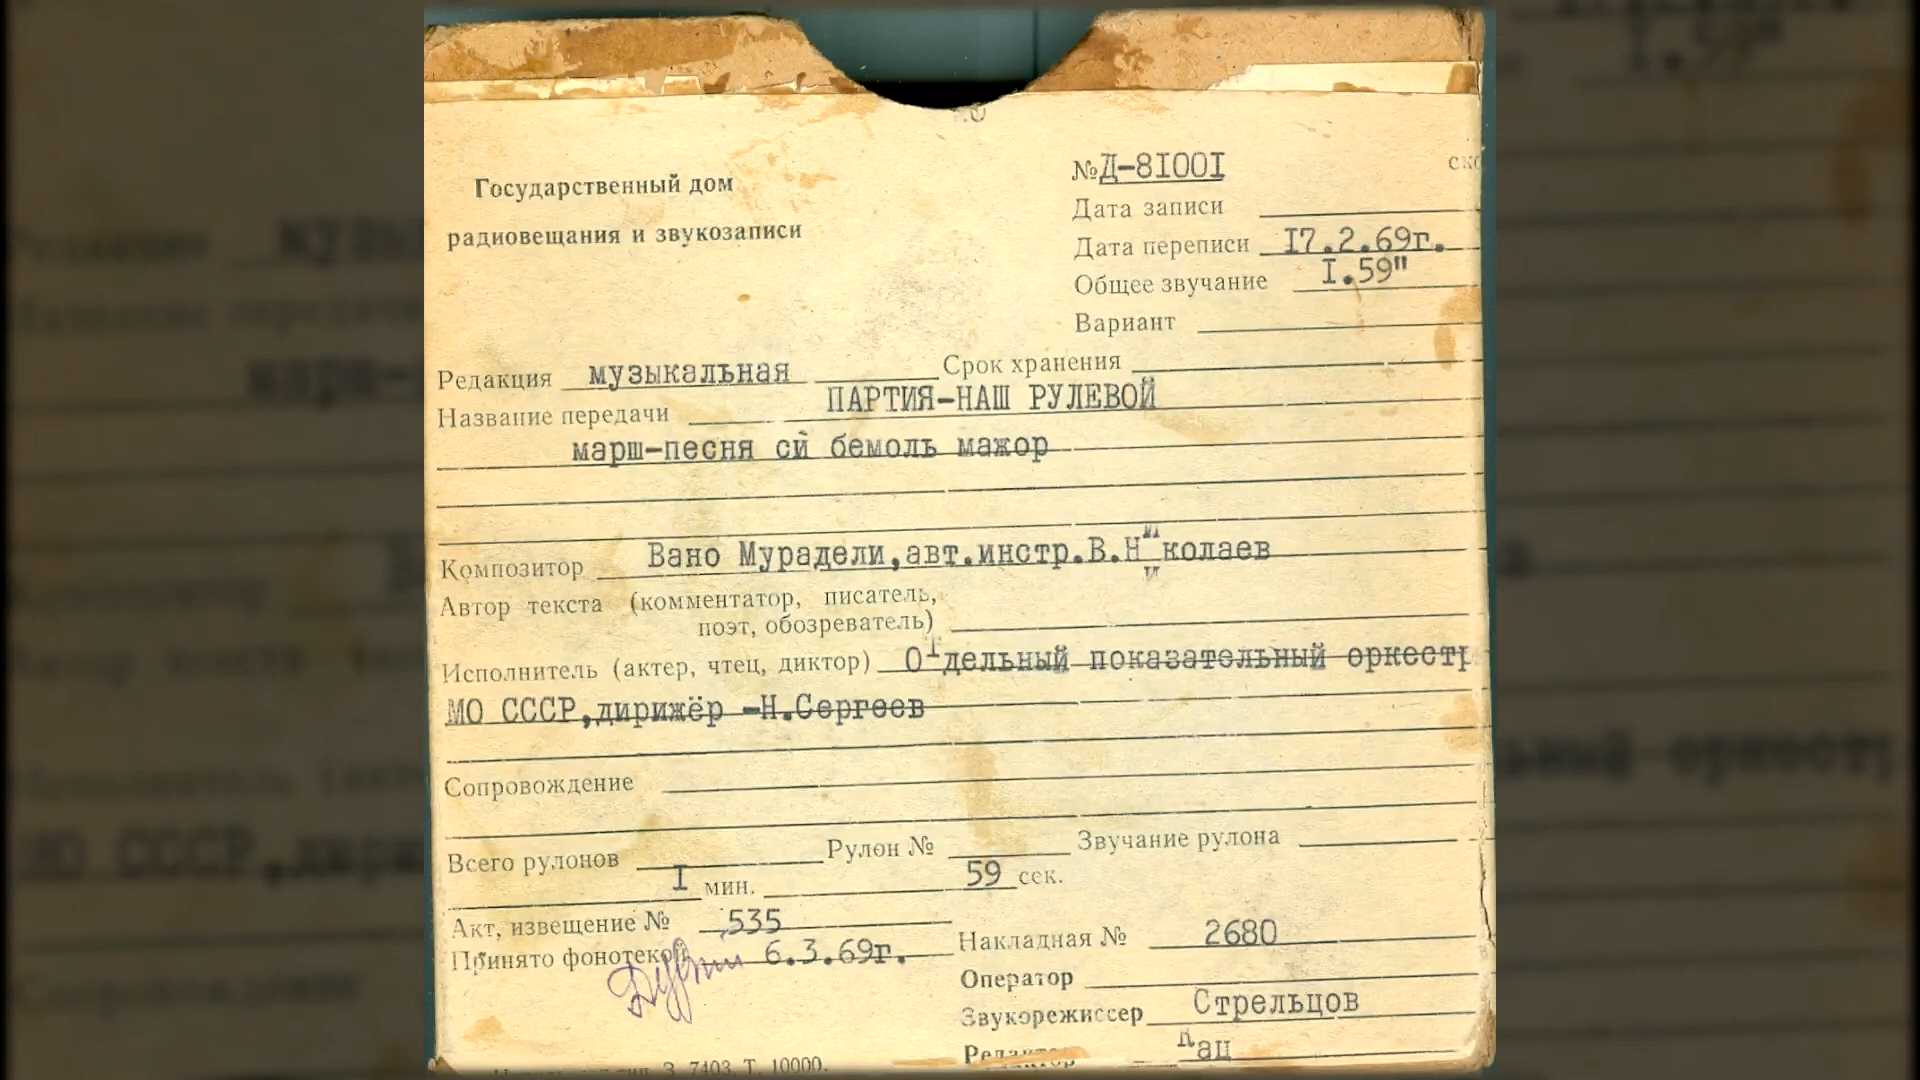 Государственный дом
радиовещания и звукозаписи
№Д-81001
Дата записи
Дата переписи 17.2.69г.
Общее звучание 1.59"
Вариант
Редакция музыкальная Срок хранения
Название передачи ПАРТИЯ-НАШ РУЛЕВОЙ
марш-песня си бемоль мажор
Композитор Вано Мурадели,авт.инстр.В.Николаев
Автор текста (комментатор, писатель,
поэт, обозреватель)
Исполнитель (актер, чтец, диктор) Отдельный показательный оркестр
МО СССР,дирижёр -Н.Сергеев
Сопровождение
Всего рулонов Рулон № Звучание рулона
1 мин. 59 сек.
Акт, извещение № 535
Принято фонотекой 6.3.69г.
Накладная № 2680
Оператор
Звукорежиссер Стрельцов
Редактор Кац
З. 7403. Т. 10000.